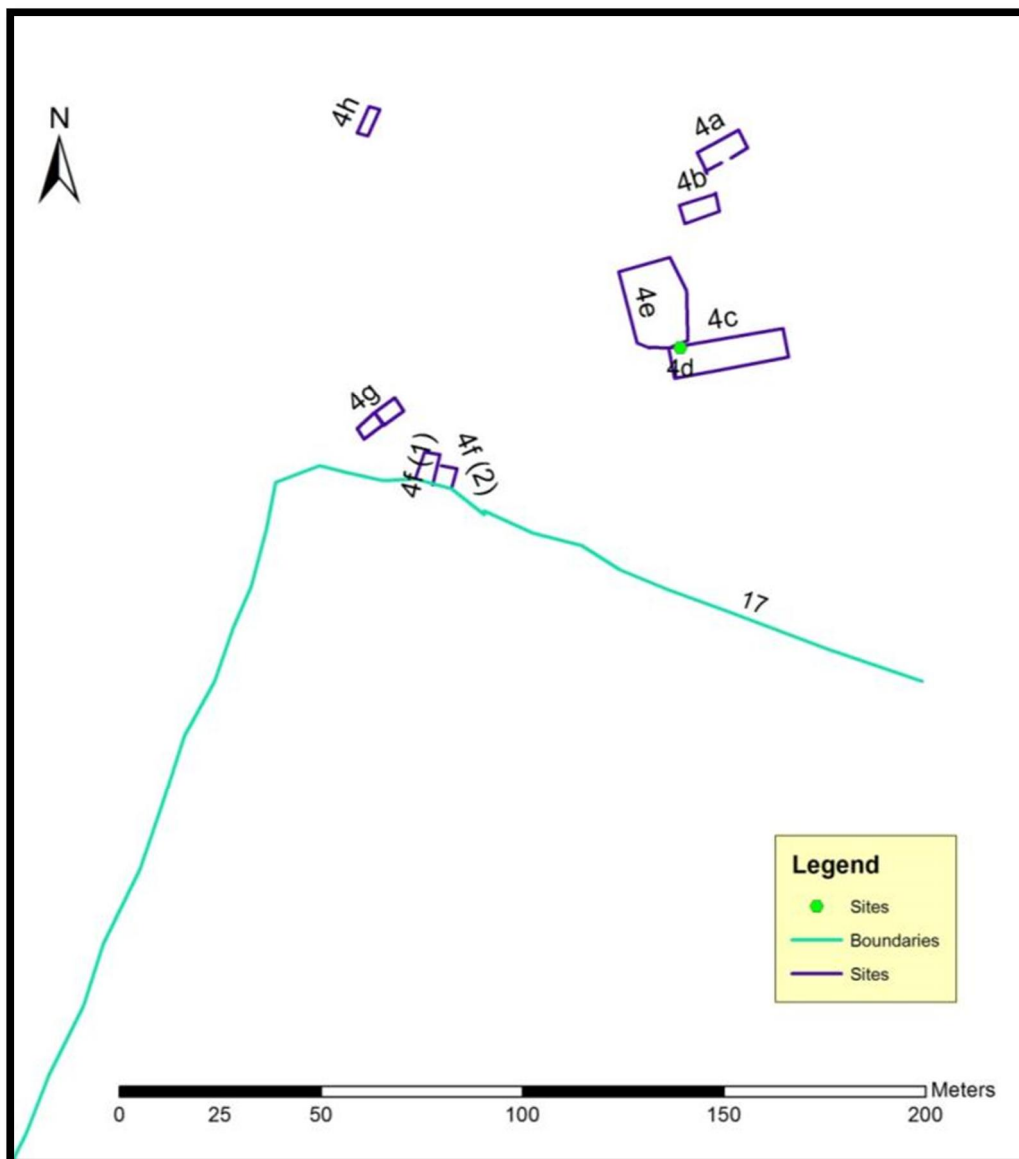 N
4h
4a
4b
4e
4c
4d
4g
4f (1)
4f (2)
17
Legend
Sites
Boundaries
Sites
Meters
0 25 50 100 150 200